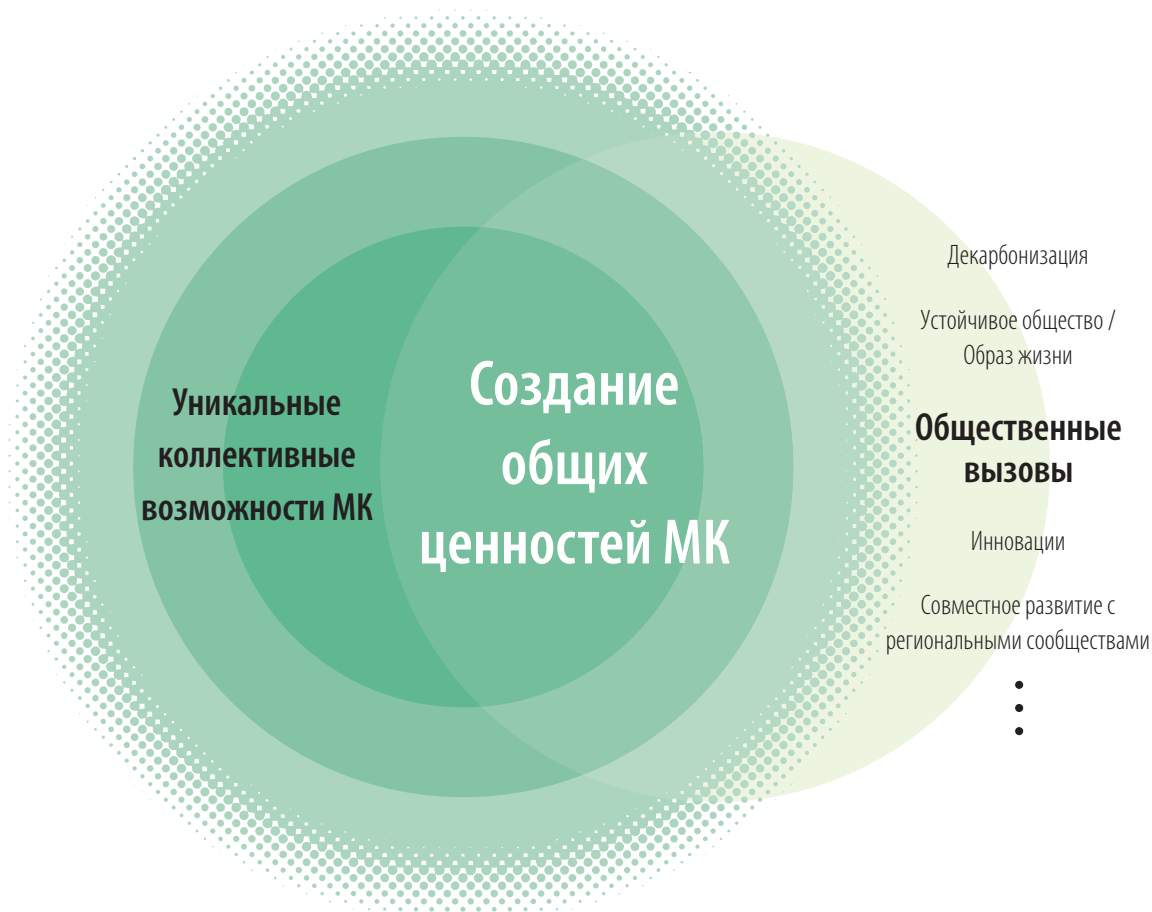 Уникальные
коллективные
возможности МК
Создание
общих
ценностей МК
Декарбонизация
Устойчивое общество /
Образ жизни
Общественные
вызовы
Инновации
Совместное развитие с
региональными сообществами